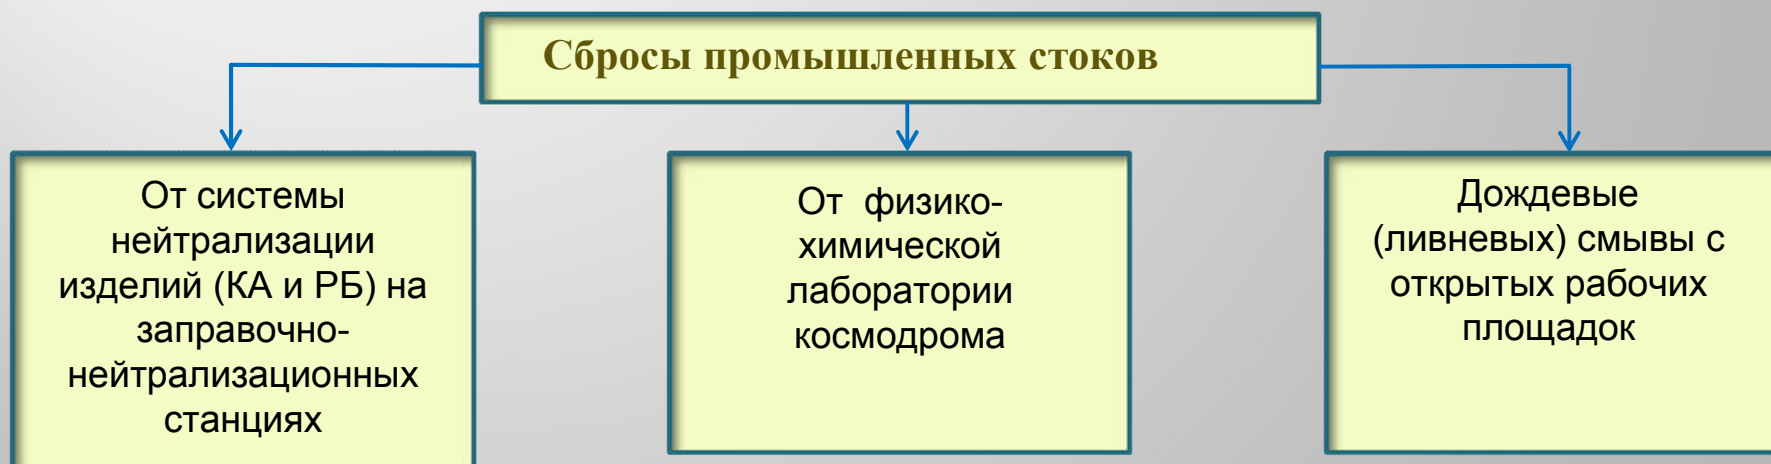 Сбросы промышленных стоков
От системы
нейтрализации
изделий (КА и РБ) на
заправочно-
нейтрализационных
станциях
От физико-
химической
лаборатории
космодрома
Дождевые
(ливневых) смывы с
открытых рабочих
площадок